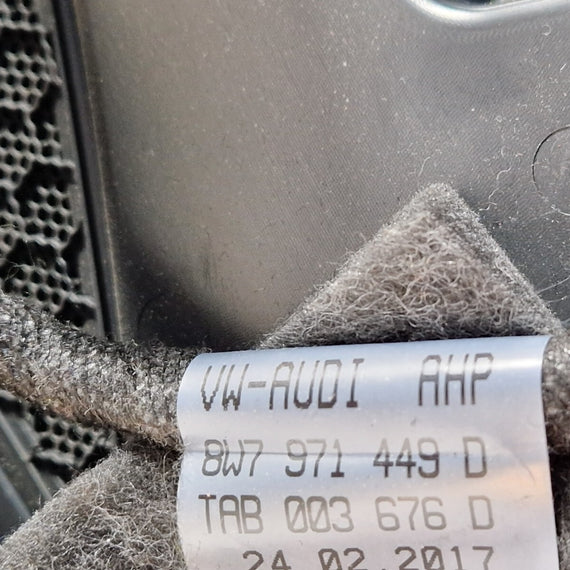 VW-AUDI AHP
8W7 971 449 D
TAB 003 676 D
24.02.2017